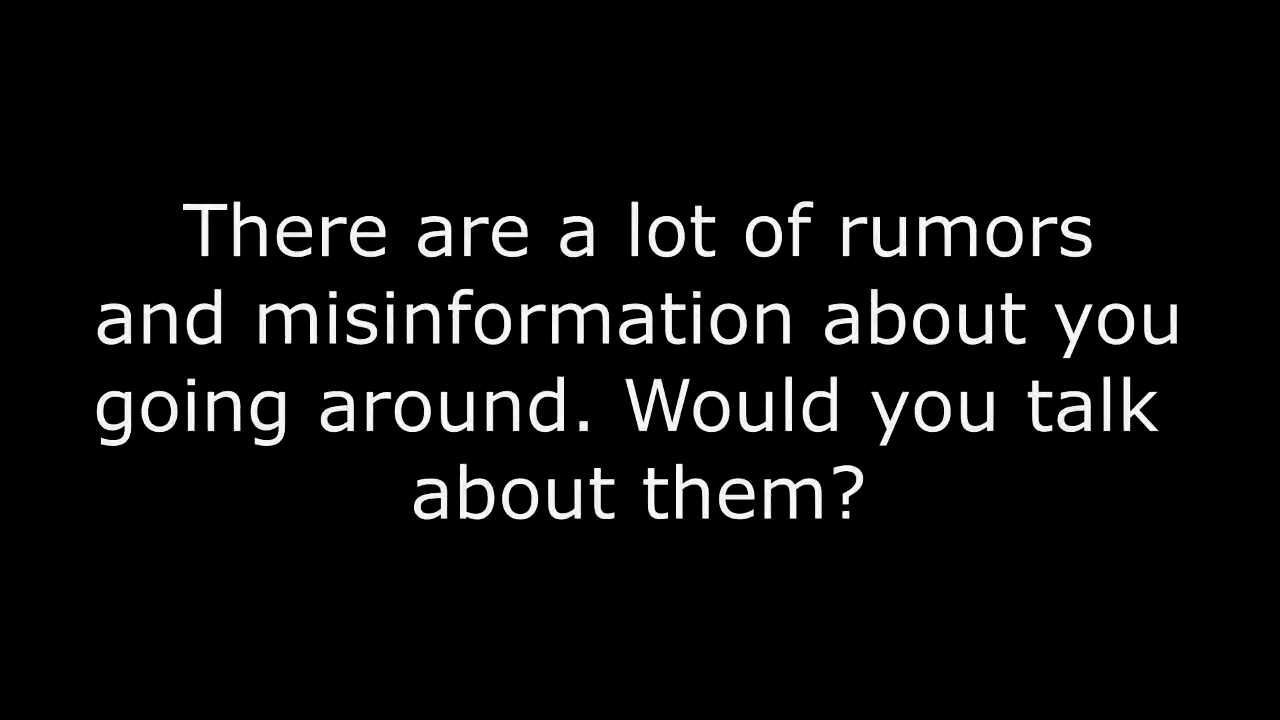 There are a lot of rumors
and misinformation about you
going around. Would you talk
about them?